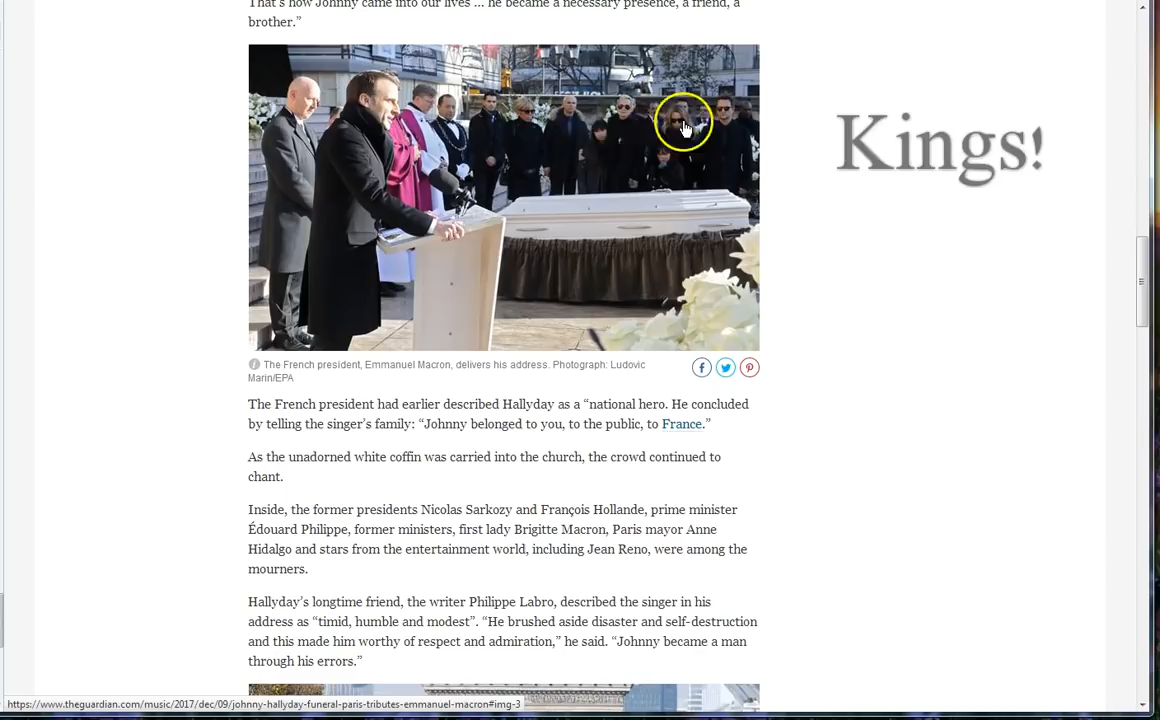 That's how Johnny came into our lives ... he became a necessary presence, a friend, a
brother.”
Kings!
The French president, Emmanuel Macron, delivers his address. Photograph: Ludovic
Marin/EPA
The French president had earlier described Hallyday as a “national hero. He concluded
by telling the singer’s family: “Johnny belonged to you, to the public, to France.”
As the unadorned white coffin was carried into the church, the crowd continued to
chant.
Inside, the former presidents Nicolas Sarkozy and François Hollande, prime minister
Édouard Philippe, former ministers, first lady Brigitte Macron, Paris mayor Anne
Hidalgo and stars from the entertainment world, including Jean Reno, were among the
mourners.
Hallyday’s longtime friend, the writer Philippe Labro, described the singer in his
address as “timid, humble and modest”. “He brushed aside disaster and self-destruction
and this made him worthy of respect and admiration,” he said. “Johnny became a man
through his errors.”
https://www.theguardian.com/music/2017/dec/09/johnny-hallyday-funeral-paris-tributes-emmanuel-macron#img-3